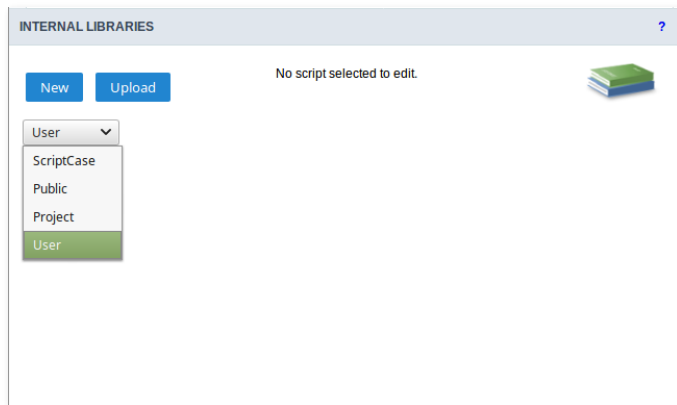 INTERNAL LIBRARIES
?
New
Upload
No script selected to edit.
User
ScriptCase
Public
Project
User